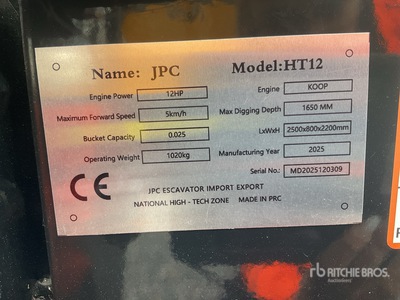 Name: JPC Model:HT12
Engine Power 12HP Engine KOOP
Maximum Forward Speed 5km/h Max Digging Depth 1650 MM
Bucket Capacity 0.025 LxWxH 2500x800x2200mm
Operating Weight 1020kg Manufacturing Year 2025
Serial No.: MD2025120309
CE
JPC ESCAVATOR IMPORT EXPORT
NATIONAL HIGH - TECH ZONE MADE IN PRC
rb RITCHIE BROS.
Auctioneers